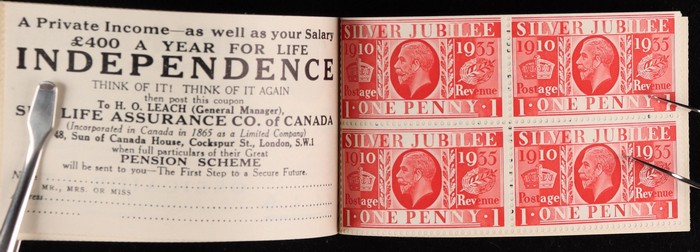 A Private Income—as well as your Salary
£400 A YEAR FOR LIFE
INDEPENDENCE
THINK OF IT! THINK OF IT AGAIN
then post this coupon
To H. O. LEACH (General Manager),
LIFE ASSURANCE CO. of CANADA
(Incorporated in Canada in 1865 as a Limited Company)
48, Sun of Canada House, Cockspur St., London, S.W.1
when full particulars of their Great
PENSION SCHEME
will be sent to you—The First Step to a Secure Future.
MR., MRS. OR MISS
SILVER JUBILEE
1910 1935
Postage Revenue
1 · ONE PENNY · 1
SILVER JUBILEE
1910 1935
Postage Revenue
1 · ONE PENNY · 1
SILVER JUBILEE
1910 1935
Postage Revenue
1 · ONE PENNY · 1
SILVER JUBILEE
1910 1935
Postage Revenue
1 · ONE PENNY · 1